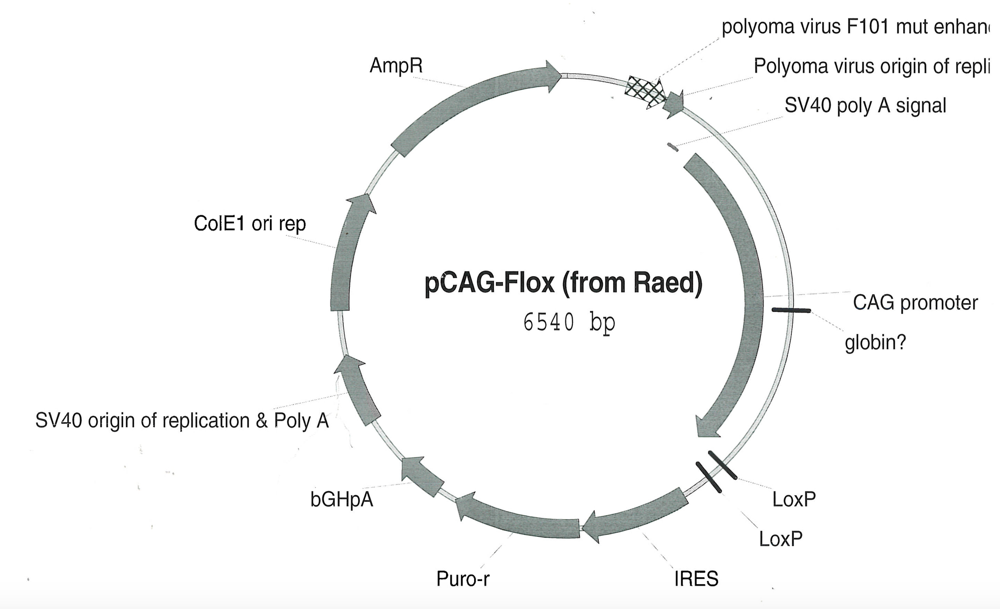 polyoma virus F101 mut enhan
AmpR
Polyoma virus origin of repli
SV40 poly A signal
ColE1 ori rep
pCAG-Flox (from Raed)
6540 bp
CAG promoter
globin?
SV40 origin of replication & Poly A
bGHpA
LoxP
LoxP
Puro-r
IRES